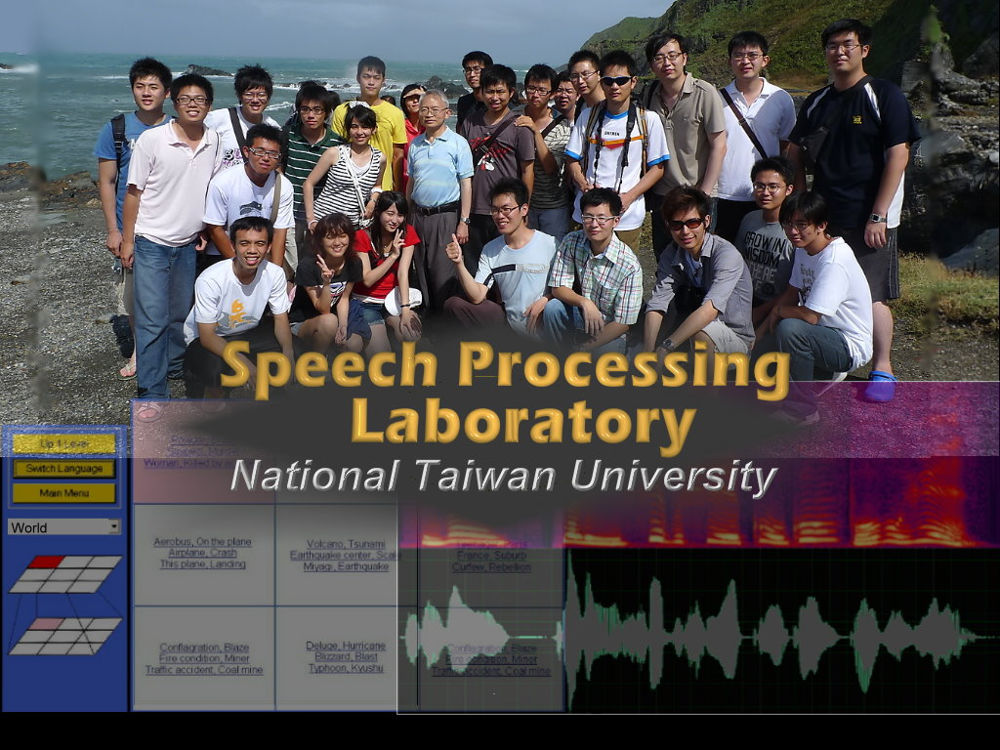 GROW IN
WISDOM
Speech Processing
Laboratory
National Taiwan University
Up 1 Level
Switch Language
Main Menu
World
Aerobus, On the plane
Airplane, Crash
This plane, Landing
Volcano, Tsunami
Earthquake center, Scale
Miyagi, Earthquake
France, Suburb
Curfew, Rebellion
Conflagration, Blaze
Fire condition, Miner
Traffic accident, Coal mine
Deluge, Hurricane
Blizzard, Blast
Typhoon, Kyushu
Conflagration, Blaze
Fire condition, Miner
Traffic accident, Coal mine